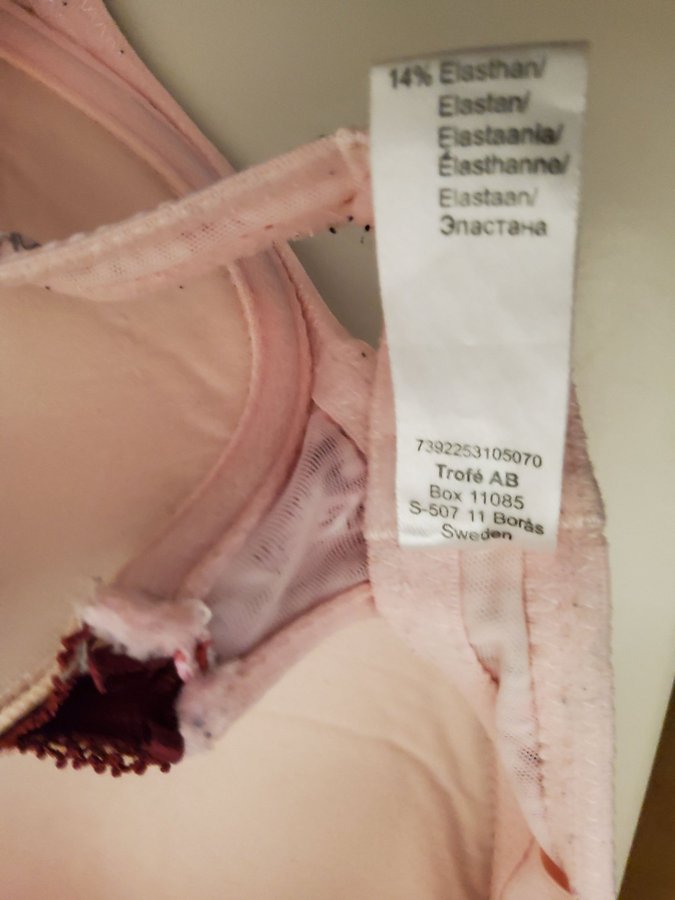 14% Elasthan/
Elastan/
Elastaania/
Élasthanne/
Elastaan/
Эластана
7392253105070
Trofé AB
Box 11085
S-507 11 Borås
Sweden